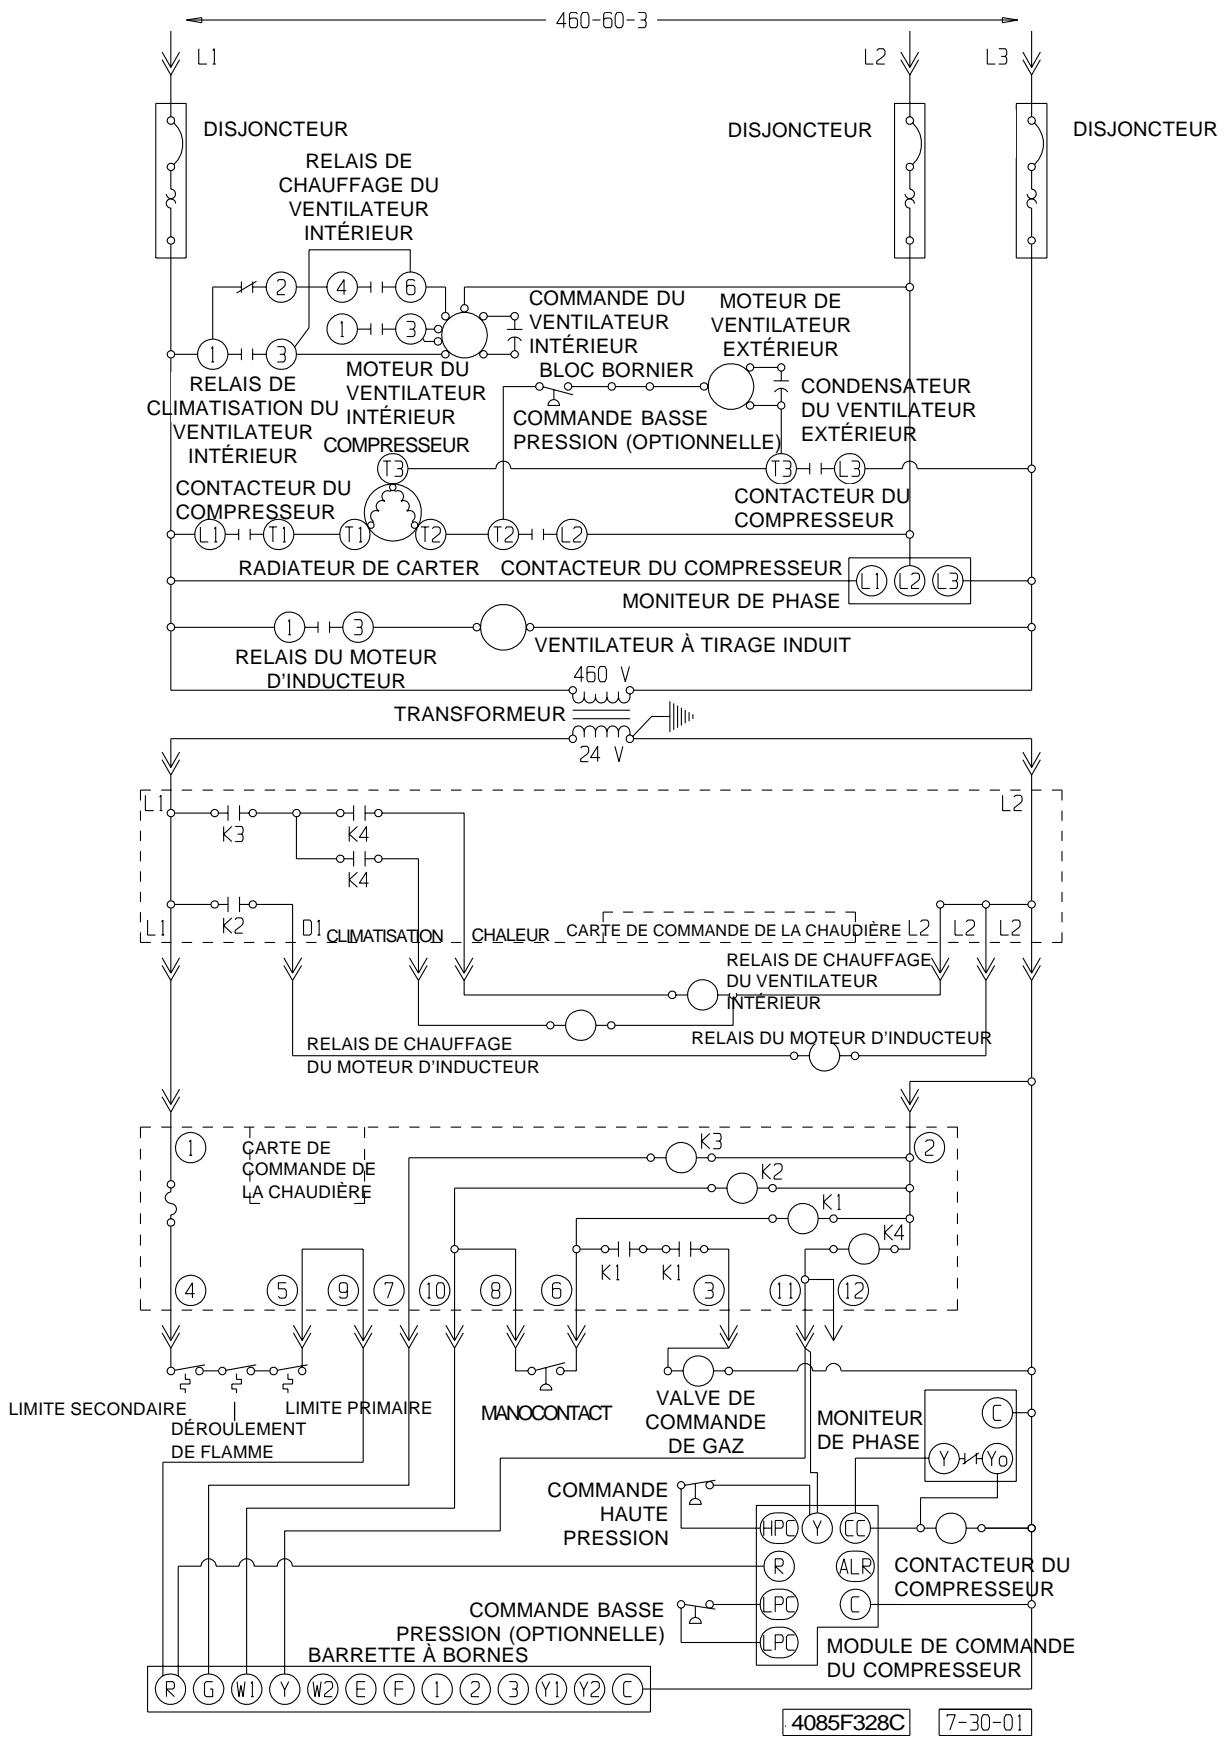 460-60-3
L1
L2
L3
DISJONCTEUR
DISJONCTEUR
DISJONCTEUR
RELAIS DE
CHAUFFAGE DU
VENTILATEUR
INTÉRIEUR
2
4
6
1
3
1
3
COMMANDE DU
VENTILATEUR
INTÉRIEUR
MOTEUR DE
VENTILATEUR
EXTÉRIEUR
RELAIS DE
CLIMATISATION DU
VENTILATEUR
INTÉRIEUR
MOTEUR DU
VENTILATEUR
INTÉRIEUR
BLOC BORNIER
COMMANDE BASSE
PRESSION (OPTIONNELLE)
CONDENSATEUR
DU VENTILATEUR
EXTÉRIEUR
COMPRESSEUR
T3
T3
L3
CONTACTEUR DU
COMPRESSEUR
CONTACTEUR DU
COMPRESSEUR
L1
T1
T1
T2
T2
L2
RADIATEUR DE CARTER
CONTACTEUR DU COMPRESSEUR
L1
L2
L3
MONITEUR DE PHASE
1
3
VENTILATEUR À TIRAGE INDUIT
RELAIS DU MOTEUR
D'INDUCTEUR
460 V
TRANSFORMEUR
24 V
L1
L2
K3
K4
K4
K2
L1
D1
CLIMATISATION
CHALEUR
CARTE DE COMMANDE DE LA CHAUDIÈRE
L2
L2
L2
RELAIS DE CHAUFFAGE
DU VENTILATEUR
INTÉRIEUR
RELAIS DE CHAUFFAGE
DU MOTEUR D'INDUCTEUR
RELAIS DU MOTEUR D'INDUCTEUR
1
CARTE DE
COMMANDE DE
LA CHAUDIÈRE
K3
2
K2
K1
K4
K1
K1
4
5
9
7
10
8
6
3
11
12
LIMITE SECONDAIRE
DÉROULEMENT
DE FLAMME
LIMITE PRIMAIRE
MANOCONTACT
VALVE DE
COMMANDE
DE GAZ
MONITEUR
DE PHASE
C
Y
Yo
COMMANDE
HAUTE
PRESSION
HPC
Y
CC
R
ALR
LPC
C
LPC
CONTACTEUR DU
COMPRESSEUR
COMMANDE BASSE
PRESSION (OPTIONNELLE)
MODULE DE COMMANDE
DU COMPRESSEUR
BARRETTE À BORNES
R
G
W1
Y
W2
E
F
1
2
3
Y1
Y2
C
4085F328C
7-30-01